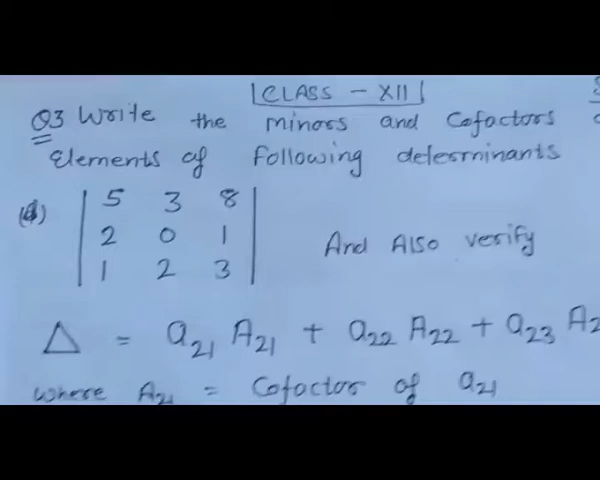 CLASS - XII
Q3 Write the minors and Cofactors
Elements of following determinants
5 3 8
2 0 1 And Also verify
1 2 3
Δ = a21 A21 + a22 A22 + a23 A2
where A21 = Cofactor of a21